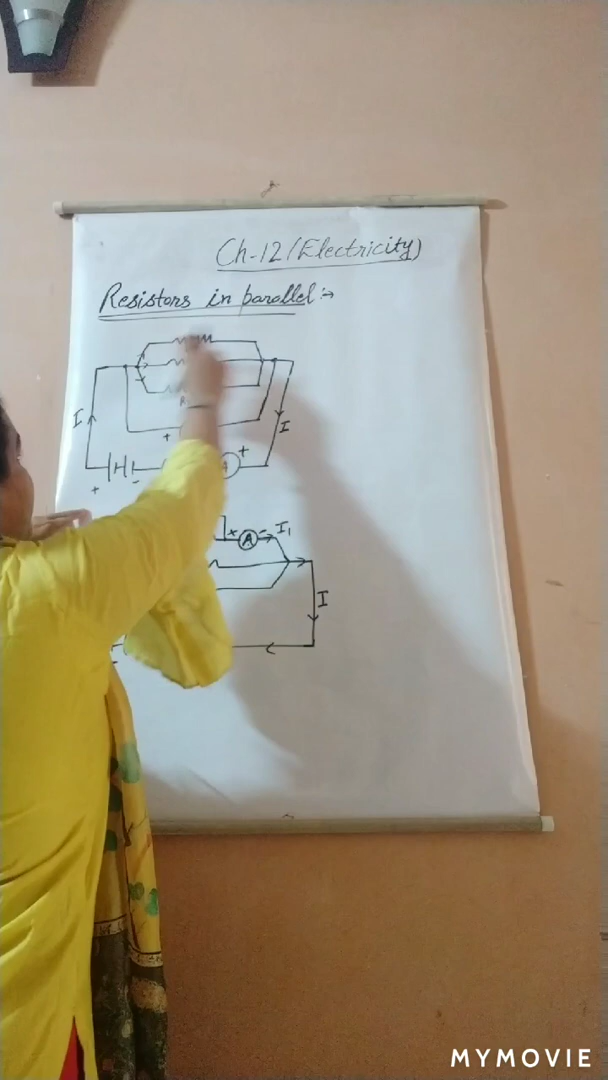 Ch-12 (Electricity)
Resistors in parallel :→
I
I
+
+
+ -
A
+ A - I1
I
MYMOVIE